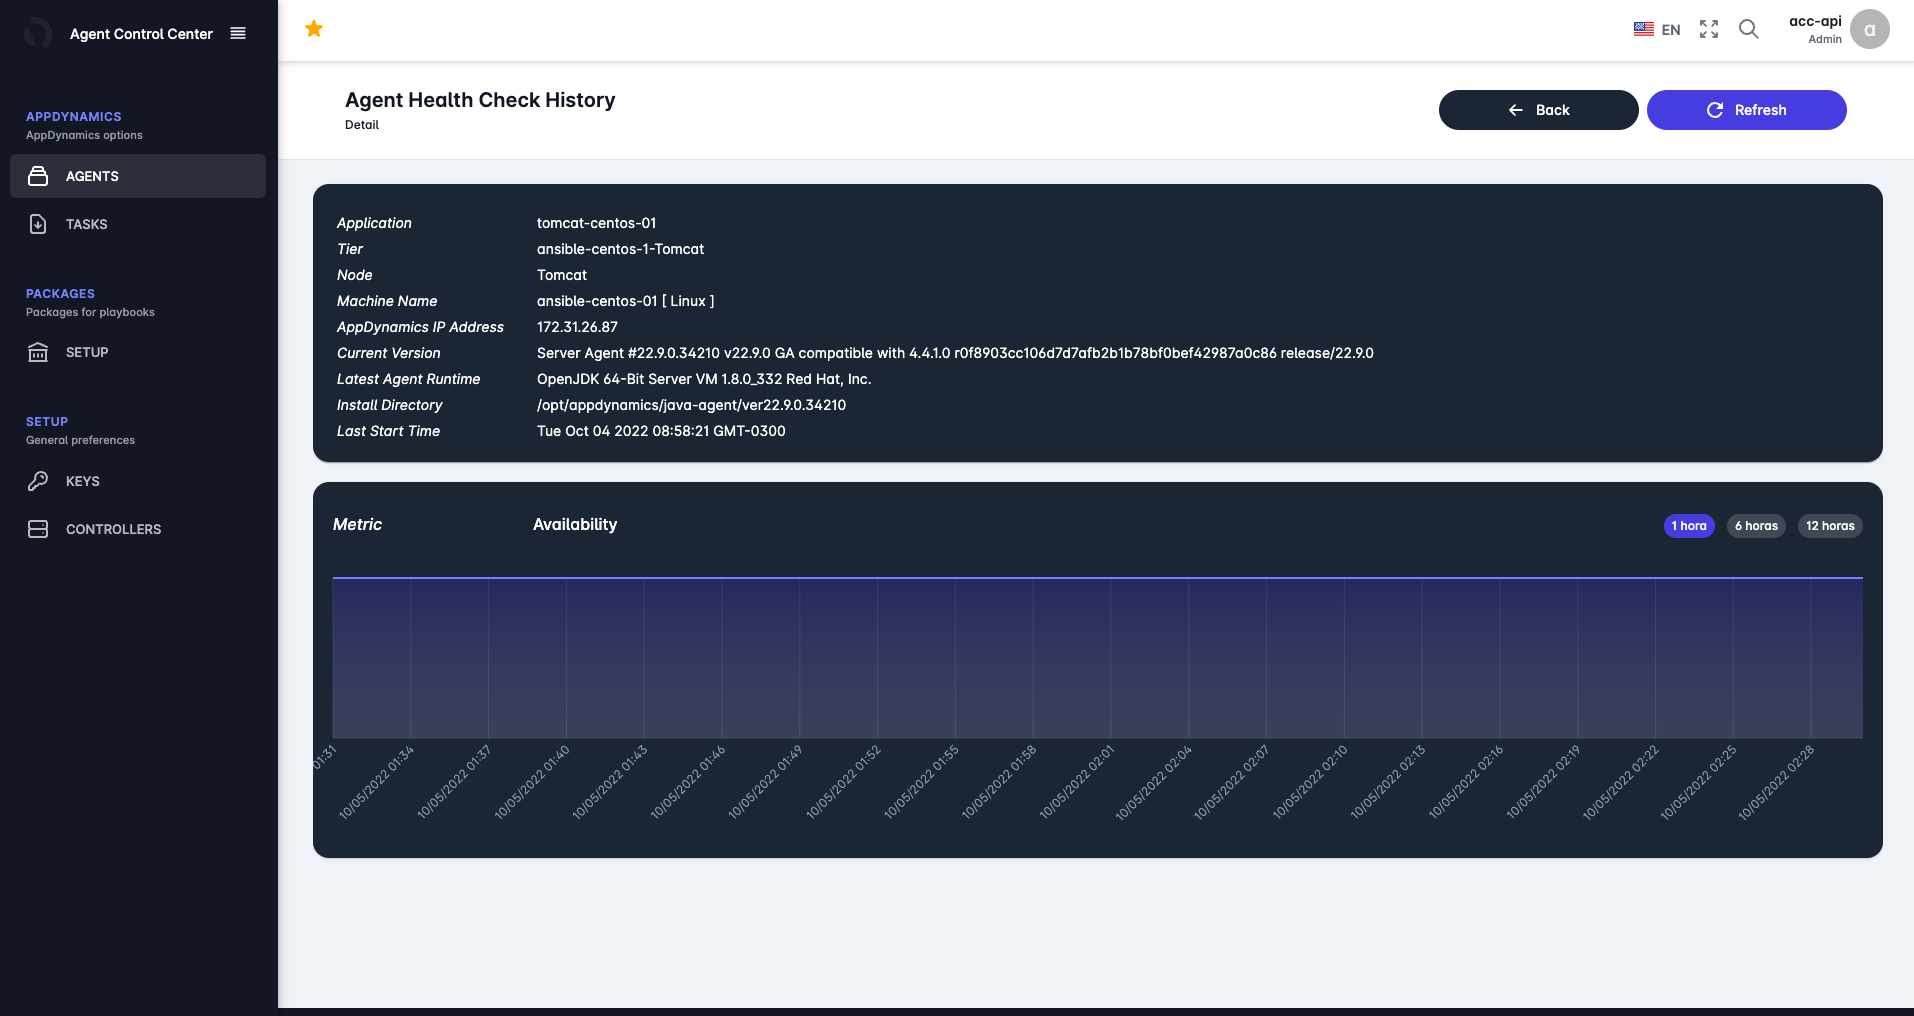 Agent Control Center
EN
acc-api
Admin
a
APPDYNAMICS
AppDynamics options
AGENTS
TASKS
PACKAGES
Packages for playbooks
SETUP
SETUP
General preferences
KEYS
CONTROLLERS
Agent Health Check History
Detail
Back
Refresh
Application tomcat-centos-01
Tier ansible-centos-1-Tomcat
Node Tomcat
Machine Name ansible-centos-01 [ Linux ]
AppDynamics IP Address 172.31.26.87
Current Version Server Agent #22.9.0.34210 v22.9.0 GA compatible with 4.4.1.0 r0f8903cc106d7d7afb2b1b78bf0bef42987a0c86 release/22.9.0
Latest Agent Runtime OpenJDK 64-Bit Server VM 1.8.0_332 Red Hat, Inc.
Install Directory /opt/appdynamics/java-agent/ver22.9.0.34210
Last Start Time Tue Oct 04 2022 08:58:21 GMT-0300
Metric Availability
1 hora 6 horas 12 horas
01:31
10/05/2022 01:34
10/05/2022 01:37
10/05/2022 01:40
10/05/2022 01:43
10/05/2022 01:46
10/05/2022 01:49
10/05/2022 01:52
10/05/2022 01:55
10/05/2022 01:58
10/05/2022 02:01
10/05/2022 02:04
10/05/2022 02:07
10/05/2022 02:10
10/05/2022 02:13
10/05/2022 02:16
10/05/2022 02:19
10/05/2022 02:22
10/05/2022 02:25
10/05/2022 02:28